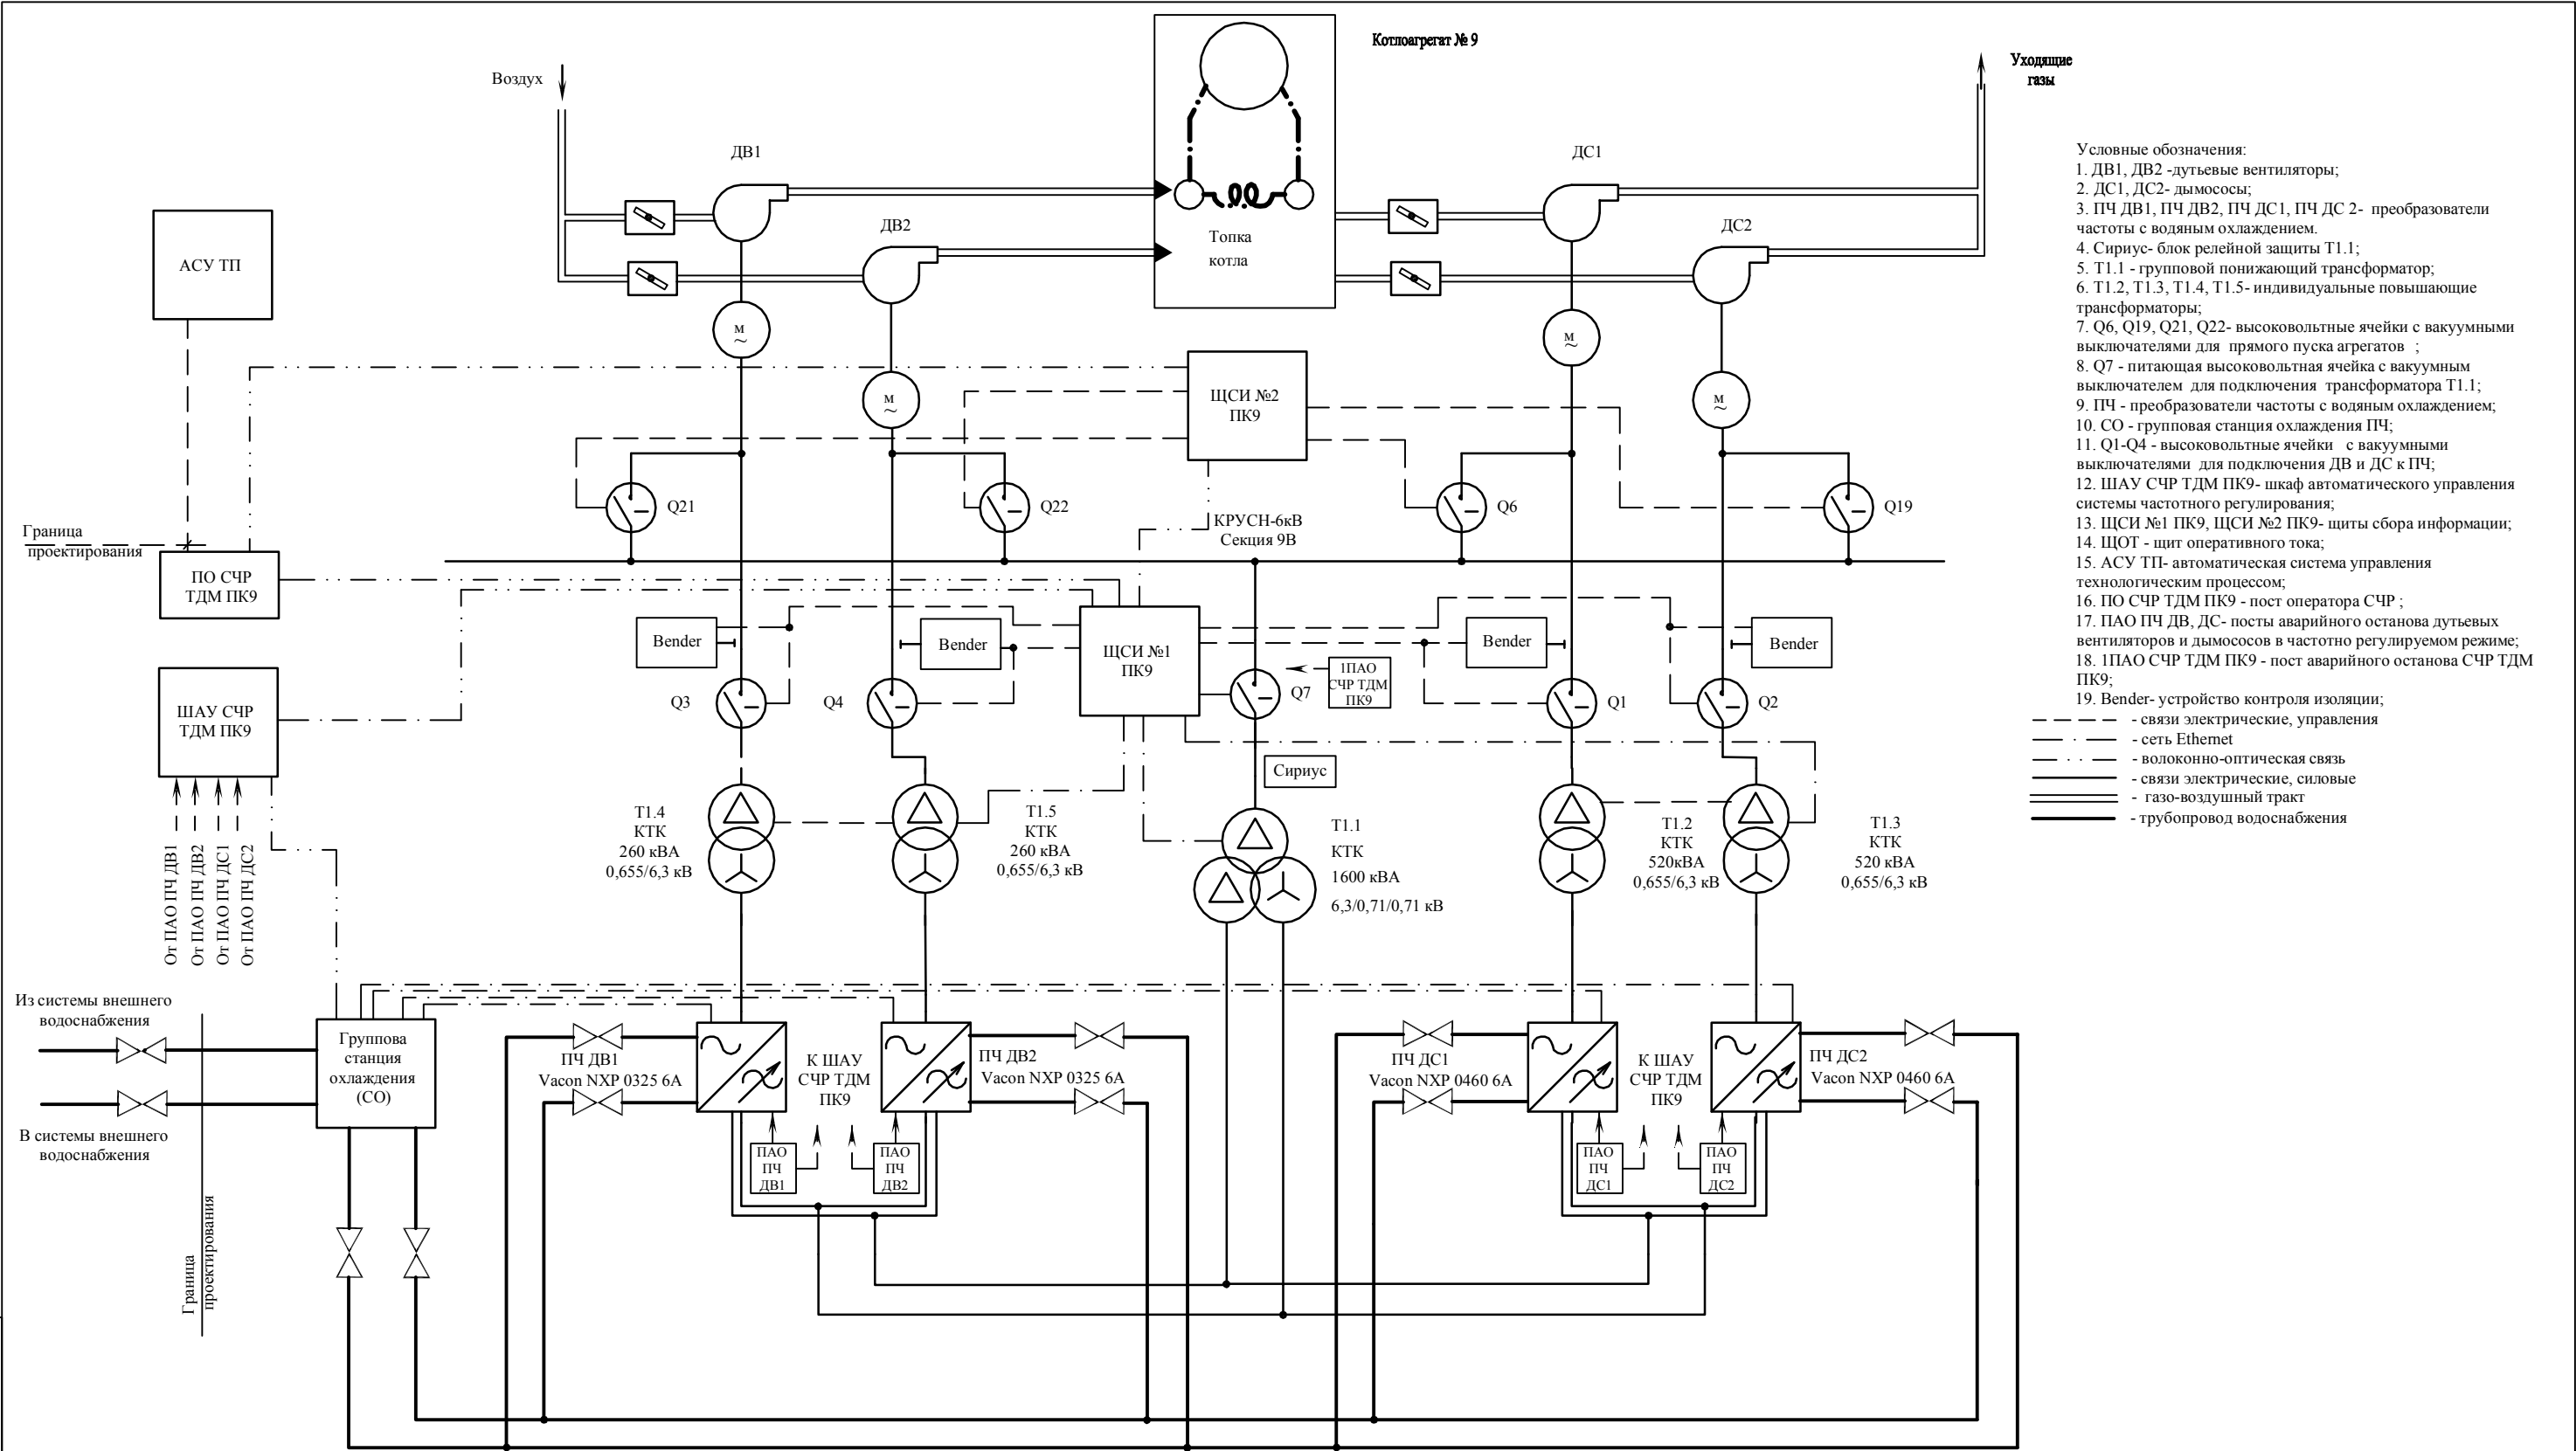 Котлоагрегат № 9
Воздух
Уходящие
газы
ДВ1
ДВ2
ДС1
ДС2
Топка
котла
АСУ ТП
М
~
М
~
М
~
М
~
ЩСИ №2
ПК9
Q21
Q22
Q6
Q19
КРУСН-6кВ
Секция 9В
Граница
проектирования
ПО СЧР
ТДМ ПК9
ШАУ СЧР
ТДМ ПК9
Bender
Bender
Bender
Bender
ЩСИ №1
ПК9
1ПАО
СЧР ТДМ
ПК9
Q3
Q4
Q7
Q1
Q2
Сириус
Т1.4
КТК
260 кВА
0,655/6,3 кВ
Т1.5
КТК
260 кВА
0,655/6,3 кВ
Т1.1
КТК
1600 кВА
6,3/0,71/0,71 кВ
Т1.2
КТК
520кВА
0,655/6,3 кВ
Т1.3
КТК
520 кВА
0,655/6,3 кВ
От ПАО ПЧ ДВ1
От ПАО ПЧ ДВ2
От ПАО ПЧ ДС1
От ПАО ПЧ ДС2
Из системы внешнего
водоснабжения
В системы внешнего
водоснабжения
Граница
проектирования
Группова
станция
охлаждения
(СО)
ПЧ ДВ1
Vacon NXP 0325 6А
К ШАУ
СЧР ТДМ
ПК9
ПЧ ДВ2
Vacon NXP 0325 6А
ПЧ ДС1
Vacon NXP 0460 6А
К ШАУ
СЧР ТДМ
ПК9
ПЧ ДС2
Vacon NXP 0460 6А
ПАО
ПЧ
ДВ1
ПАО
ПЧ
ДВ2
ПАО
ПЧ
ДС1
ПАО
ПЧ
ДС2
Условные обозначения:
1. ДВ1, ДВ2 -дутьевые вентиляторы;
2. ДС1, ДС2- дымососы;
3. ПЧ ДВ1, ПЧ ДВ2, ПЧ ДС1, ПЧ ДС 2- преобразователи
частоты с водяным охлаждением.
4. Сириус- блок релейной защиты Т1.1;
5. Т1.1 - групповой понижающий трансформатор;
6. Т1.2, Т1.3, Т1.4, Т1.5- индивидуальные повышающие
трансформаторы;
7. Q6, Q19, Q21, Q22- высоковольтные ячейки с вакуумными
выключателями для прямого пуска агрегатов ;
8. Q7 - питающая высоковольтная ячейка с вакуумным
выключателем для подключения трансформатора Т1.1;
9. ПЧ - преобразователи частоты с водяным охлаждением;
10. СО - групповая станция охлаждения ПЧ;
11. Q1-Q4 - высоковольтные ячейки с вакуумными
выключателями для подключения ДВ и ДС к ПЧ;
12. ШАУ СЧР ТДМ ПК9- шкаф автоматического управления
системы частотного регулирования;
13. ЩСИ №1 ПК9, ЩСИ №2 ПК9- щиты сбора информации;
14. ЩОТ - щит оперативного тока;
15. АСУ ТП- автоматическая система управления
технологическим процессом;
16. ПО СЧР ТДМ ПК9 - пост оператора СЧР ;
17. ПАО ПЧ ДВ, ДС- посты аварийного останова дутьевых
вентиляторов и дымососов в частотно регулируемом режиме;
18. 1ПАО СЧР ТДМ ПК9 - пост аварийного останова СЧР ТДМ
ПК9;
19. Bender- устройство контроля изоляции;
- связи электрические, управления
- сеть Ethernet
- волоконно-оптическая связь
- связи электрические, силовые
- газо-воздушный тракт
- трубопровод водоснабжения